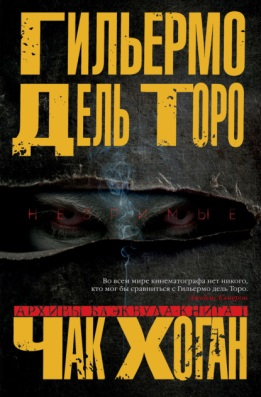 ГИЛЬЕРМО
ДЕЛЬ ТОРО
НЕЗРИМЫЕ
Во всем мире кинематографа нет никого,
кто мог бы сравниться с Гильермо дель Торо.
АРХИВЫ БЛЭКВУДА КНИГА 1
ЧАК ХОГАН